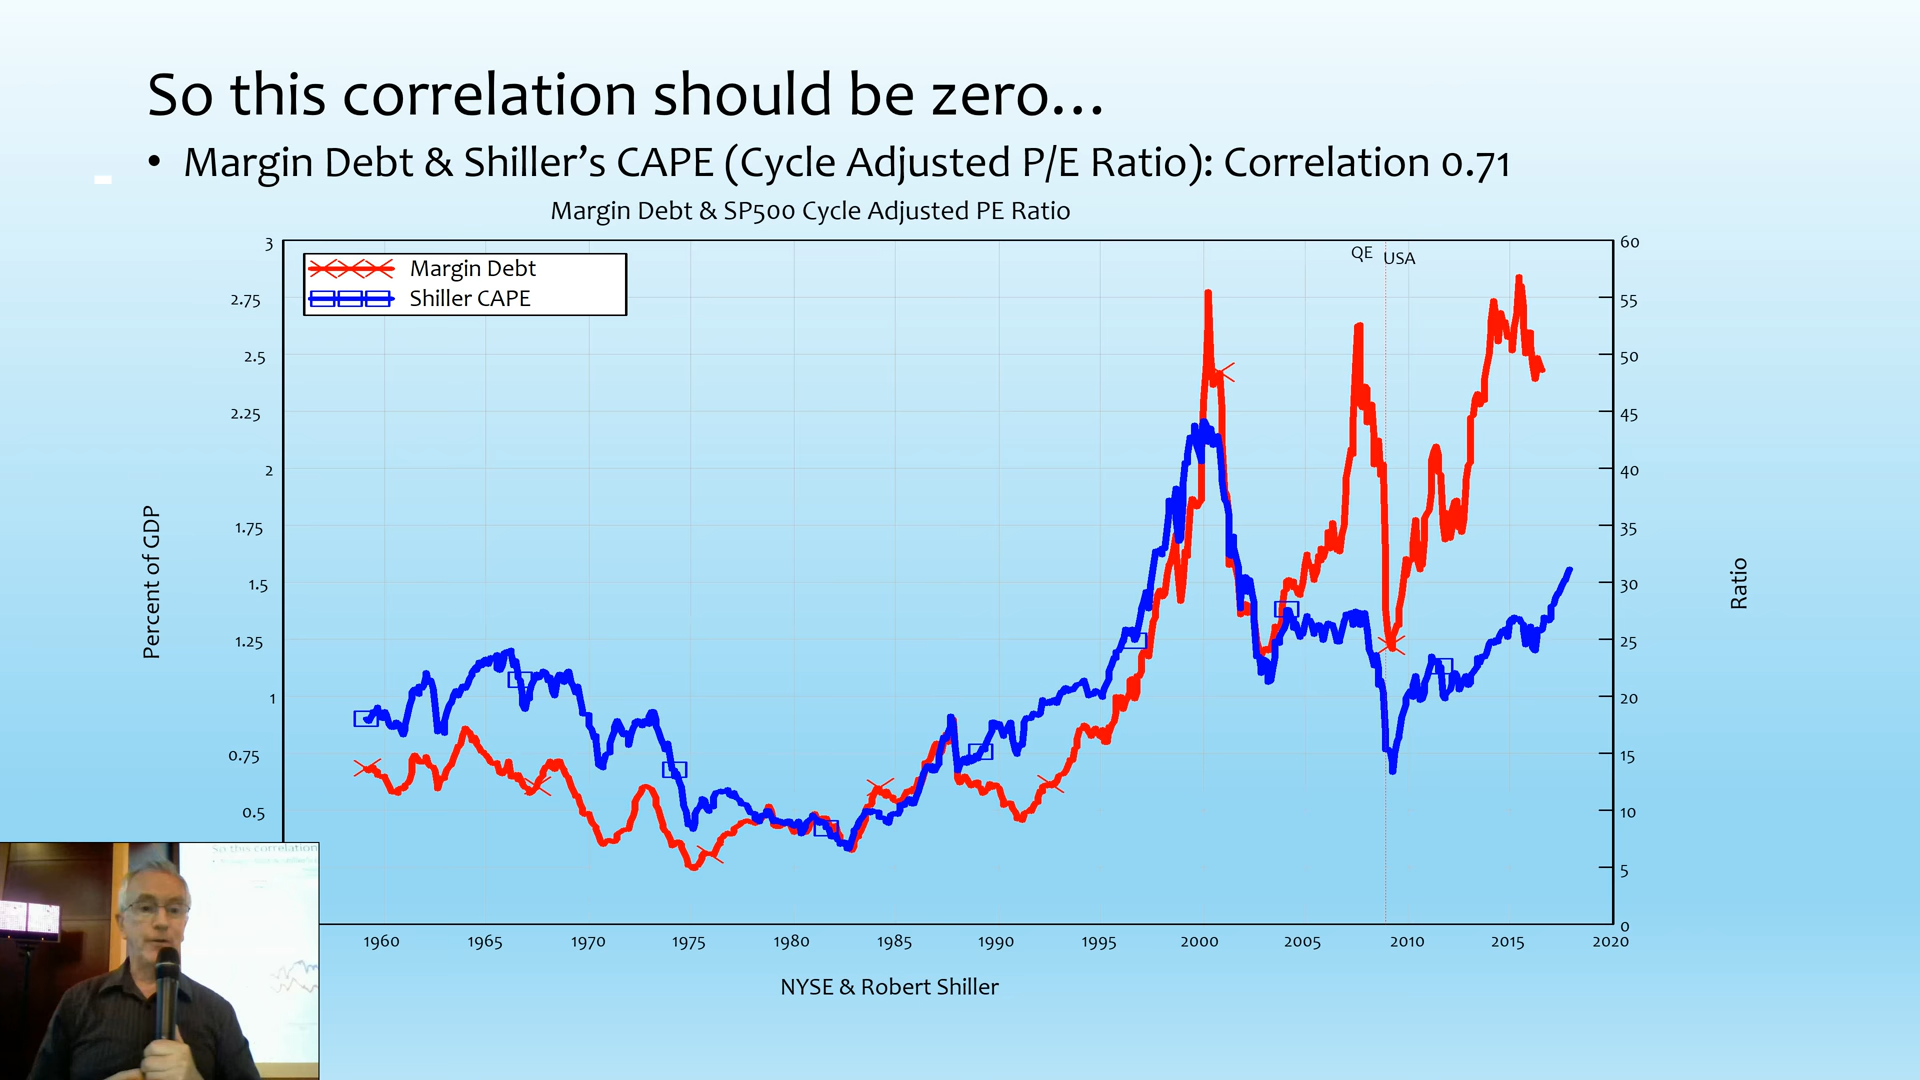 So this correlation should be zero...
• Margin Debt & Shiller's CAPE (Cycle Adjusted P/E Ratio): Correlation 0.71
Margin Debt & SP500 Cycle Adjusted PE Ratio
Margin Debt
Shiller CAPE
QE USA
3
2.75
2.5
2.25
2
1.75
1.5
1.25
1
0.75
0.5
Percent of GDP
60
55
50
45
40
35
30
25
20
15
10
5
0
Ratio
1960 1965 1970 1975 1980 1985 1990 1995 2000 2005 2010 2015 2020
NYSE & Robert Shiller
So this correlation